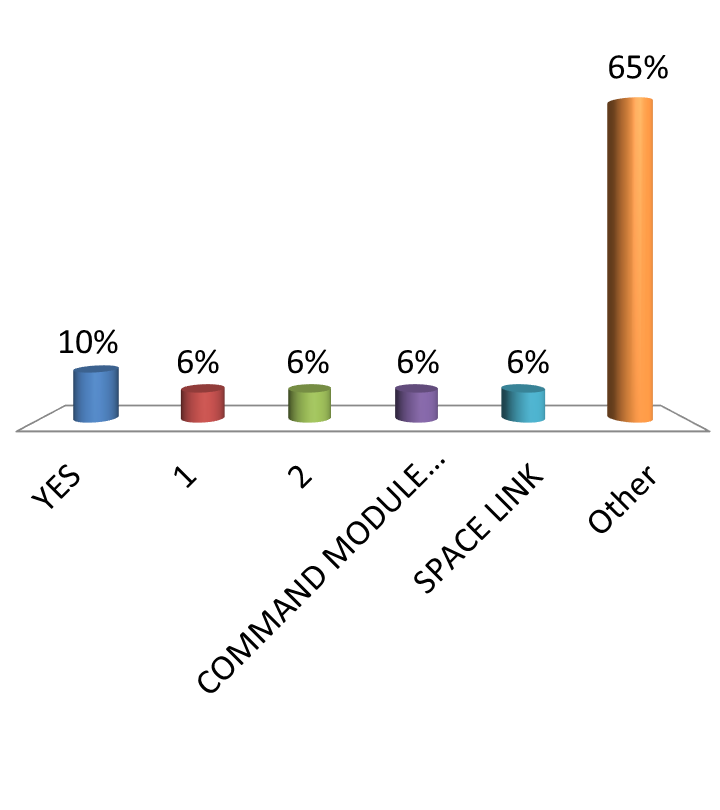 65%
10%
6%
6%
6%
6%
YES
1
2
COMMAND MODULE...
SPACE LINK
Other